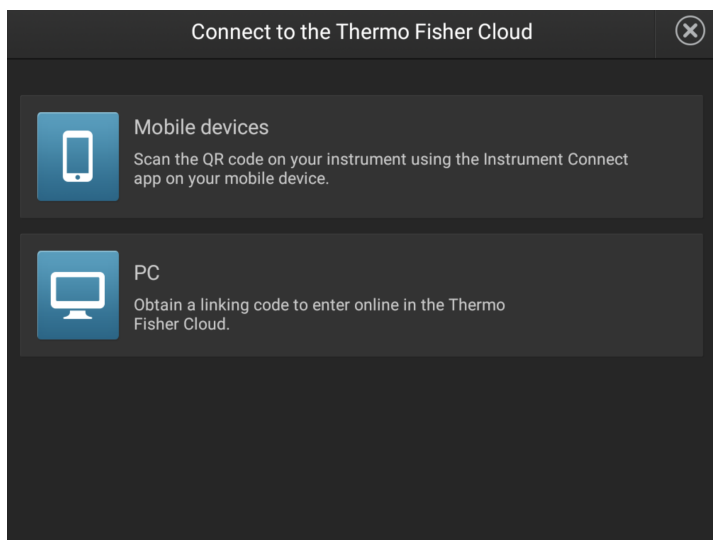 Connect to the Thermo Fisher Cloud
Mobile devices
Scan the QR code on your instrument using the Instrument Connect
app on your mobile device.
PC
Obtain a linking code to enter online in the Thermo
Fisher Cloud.